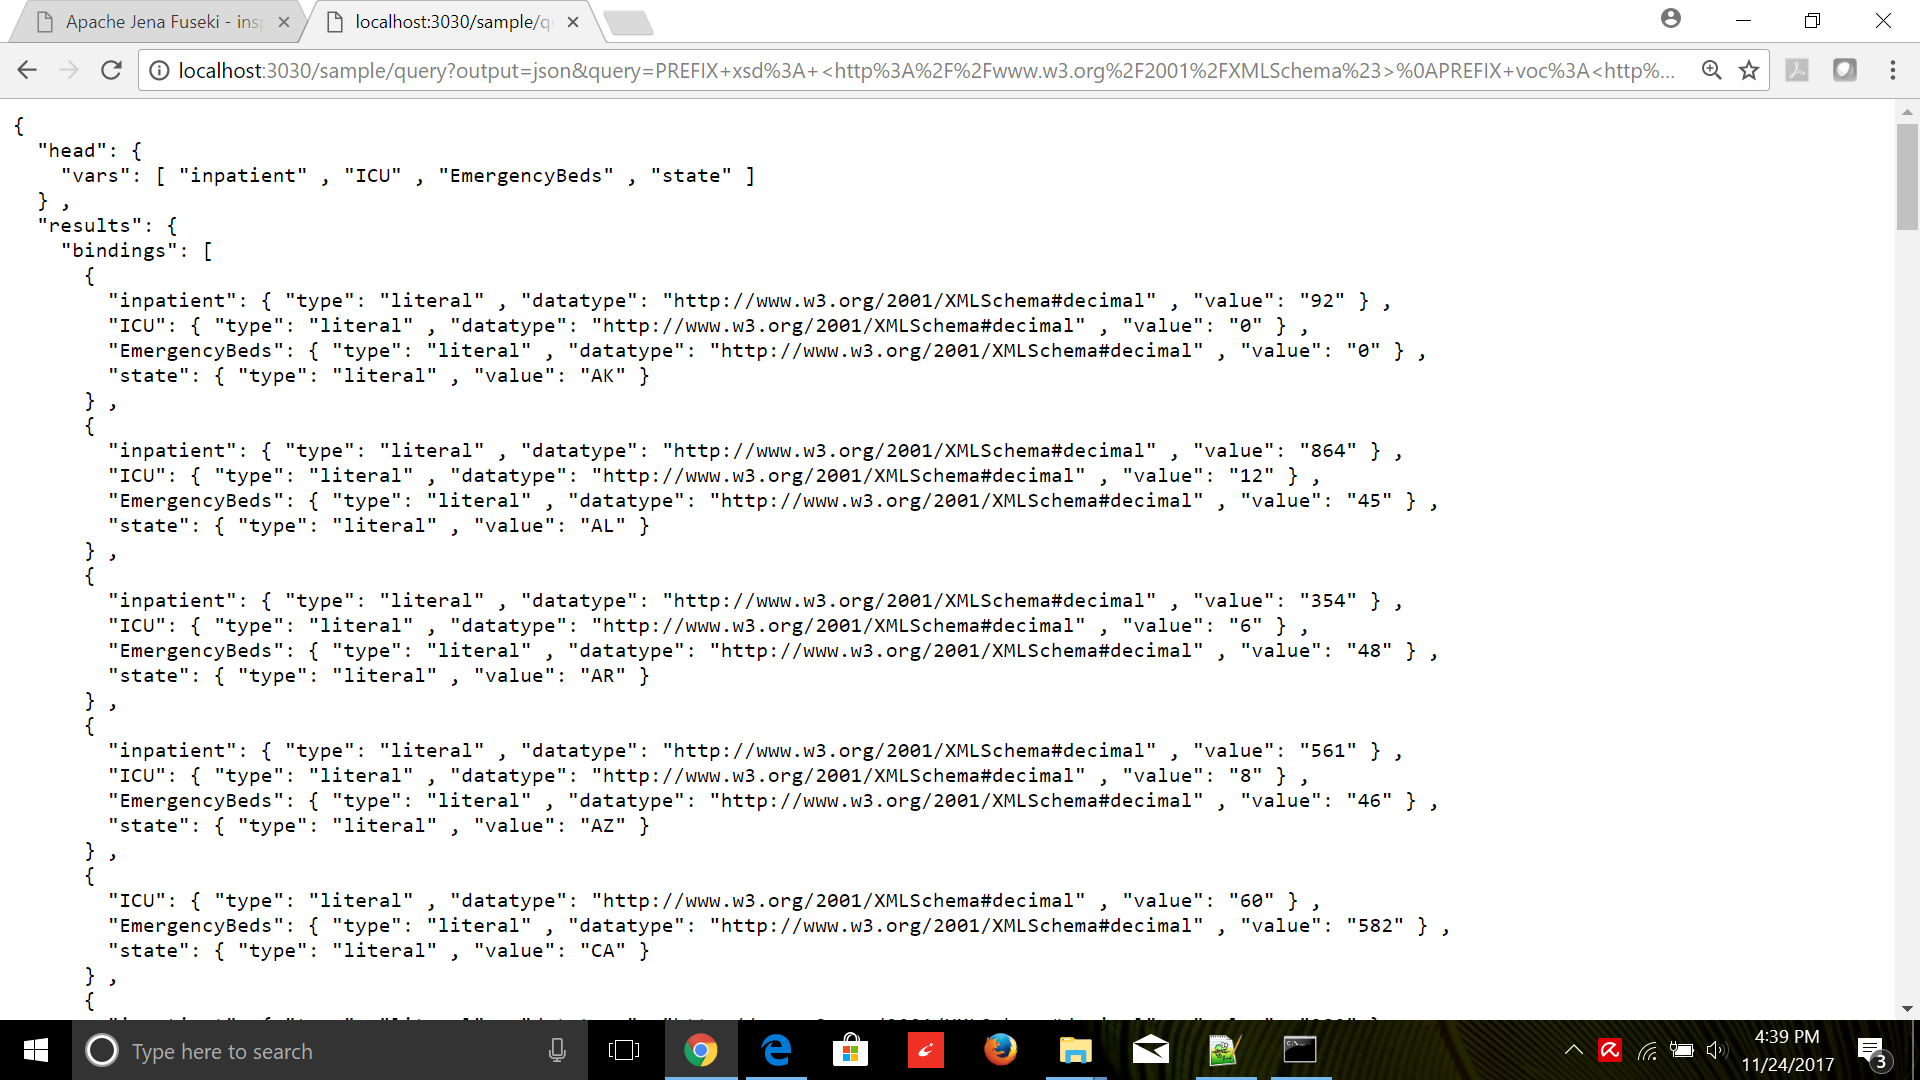 Apache Jena Fuseki - insp
localhost:3030/sample/q
localhost:3030/sample/query?output=json&query=PREFIX+xsd%3A+<http%3A%2F%2Fwww.w3.org%2F2001%2FXMLSchema%23>%0APREFIX+voc%3A<http%...
{
"head": {
"vars": [ "inpatient" , "ICU" , "EmergencyBeds" , "state" ]
} ,
"results": {
"bindings": [
{
"inpatient": { "type": "literal" , "datatype": "http://www.w3.org/2001/XMLSchema#decimal" , "value": "92" } ,
"ICU": { "type": "literal" , "datatype": "http://www.w3.org/2001/XMLSchema#decimal" , "value": "0" } ,
"EmergencyBeds": { "type": "literal" , "datatype": "http://www.w3.org/2001/XMLSchema#decimal" , "value": "0" } ,
"state": { "type": "literal" , "value": "AK" }
} ,
{
"inpatient": { "type": "literal" , "datatype": "http://www.w3.org/2001/XMLSchema#decimal" , "value": "864" } ,
"ICU": { "type": "literal" , "datatype": "http://www.w3.org/2001/XMLSchema#decimal" , "value": "12" } ,
"EmergencyBeds": { "type": "literal" , "datatype": "http://www.w3.org/2001/XMLSchema#decimal" , "value": "45" } ,
"state": { "type": "literal" , "value": "AL" }
} ,
{
"inpatient": { "type": "literal" , "datatype": "http://www.w3.org/2001/XMLSchema#decimal" , "value": "354" } ,
"ICU": { "type": "literal" , "datatype": "http://www.w3.org/2001/XMLSchema#decimal" , "value": "6" } ,
"EmergencyBeds": { "type": "literal" , "datatype": "http://www.w3.org/2001/XMLSchema#decimal" , "value": "48" } ,
"state": { "type": "literal" , "value": "AR" }
} ,
{
"inpatient": { "type": "literal" , "datatype": "http://www.w3.org/2001/XMLSchema#decimal" , "value": "561" } ,
"ICU": { "type": "literal" , "datatype": "http://www.w3.org/2001/XMLSchema#decimal" , "value": "8" } ,
"EmergencyBeds": { "type": "literal" , "datatype": "http://www.w3.org/2001/XMLSchema#decimal" , "value": "46" } ,
"state": { "type": "literal" , "value": "AZ" }
} ,
{
"ICU": { "type": "literal" , "datatype": "http://www.w3.org/2001/XMLSchema#decimal" , "value": "60" } ,
"EmergencyBeds": { "type": "literal" , "datatype": "http://www.w3.org/2001/XMLSchema#decimal" , "value": "582" } ,
"state": { "type": "literal" , "value": "CA" }
} ,
{
Type here to search
4:39 PM
11/24/2017
3